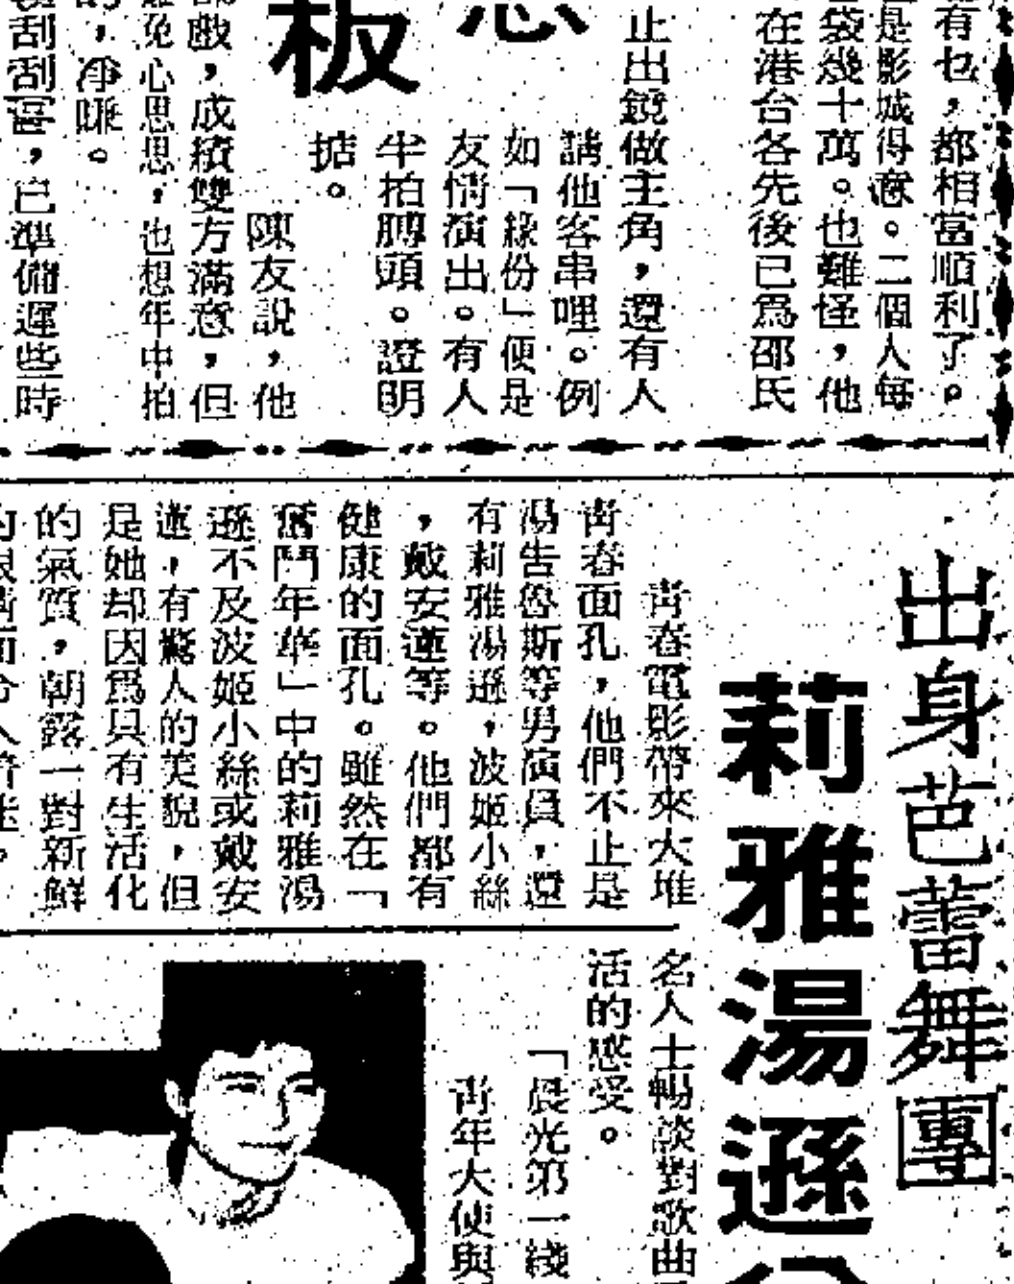 有乜，都相當順利了。
是影城得意。二個人每
袋幾十萬。也難怪，他
在港台各先後已爲邵氏
止出鏡做主角，還有人
請他客串哩。例
如「緣份」便是
友情演出。有人
半拍膊頭。證明
掂。
陳友說，他
戲，成績雙方滿意，但
免心思思，也想年中拍
，淨賺。
刮刮噐，已準備遲些時
板
出身芭蕾舞團
莉雅湯遜
青春電影帶來大堆
青春面孔，他們不止是
湯告魯斯等男演員，還
有莉雅湯遜，波姬小絲
，戴安蓮等。他們都有
健康的面孔。雖然在「
奮鬥年華」中的莉雅湯
遜不及波姬小絲或戴安
蓮，有驚人的美貌，但
是她却因爲具有生活化
的氣質，朝露一對新鮮
名人士暢談對歌曲
活的感受。
「晨光第一綫
青年大使與